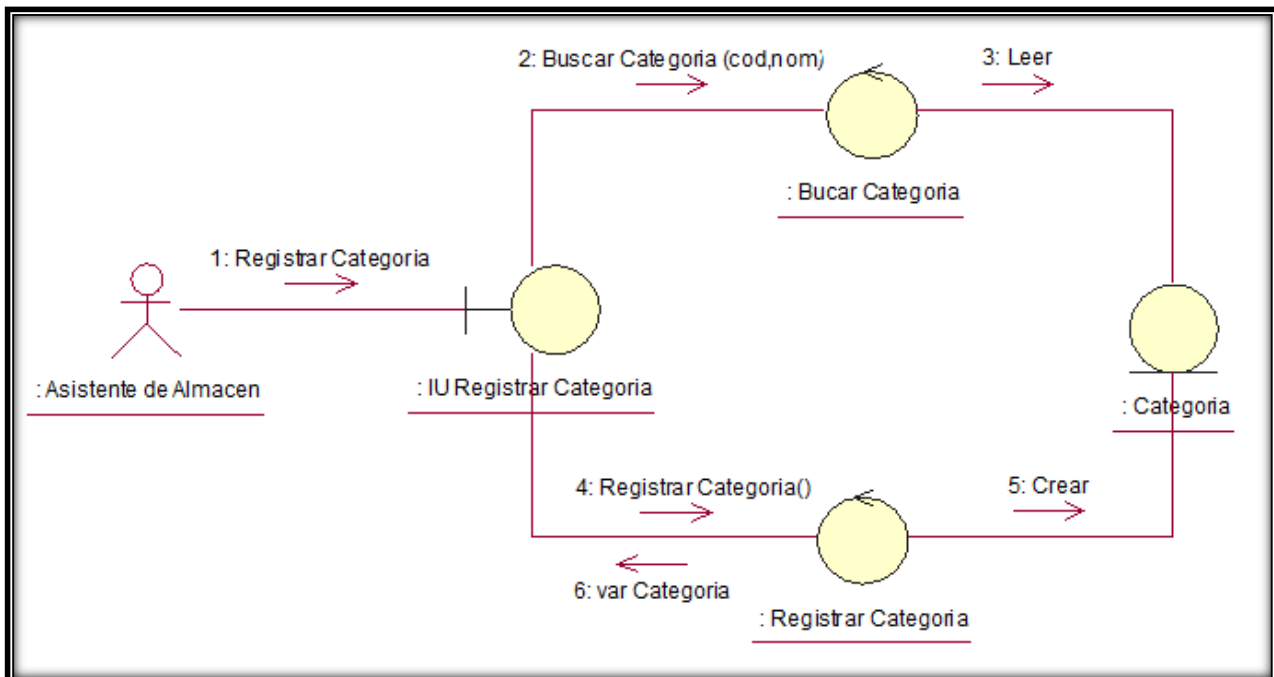 2: Buscar Categoria (cod,nom)
3: Leer
: Bucar Categoria
1: Registrar Categoria
: Asistente de Almacen
: IU Registrar Categoria
: Categoria
4: Registrar Categoria()
5: Crear
6: var Categoria
: Registrar Categoria